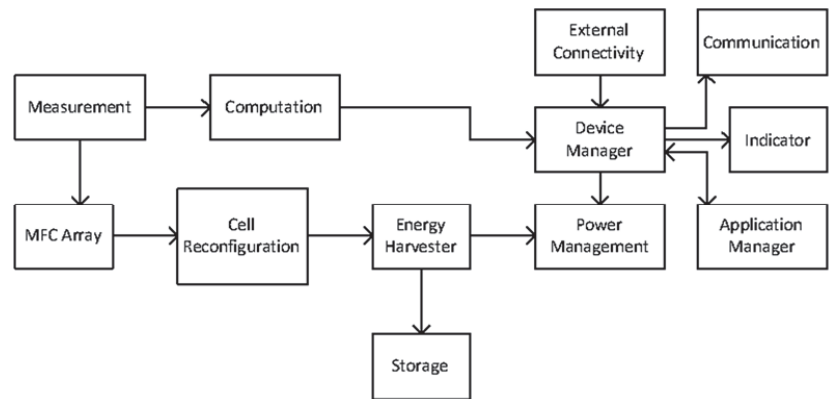 External
Connectivity
Communication
Measurement
Computation
Device
Manager
Indicator
MFC Array
Cell
Reconfiguration
Energy
Harvester
Power
Management
Application
Manager
Storage